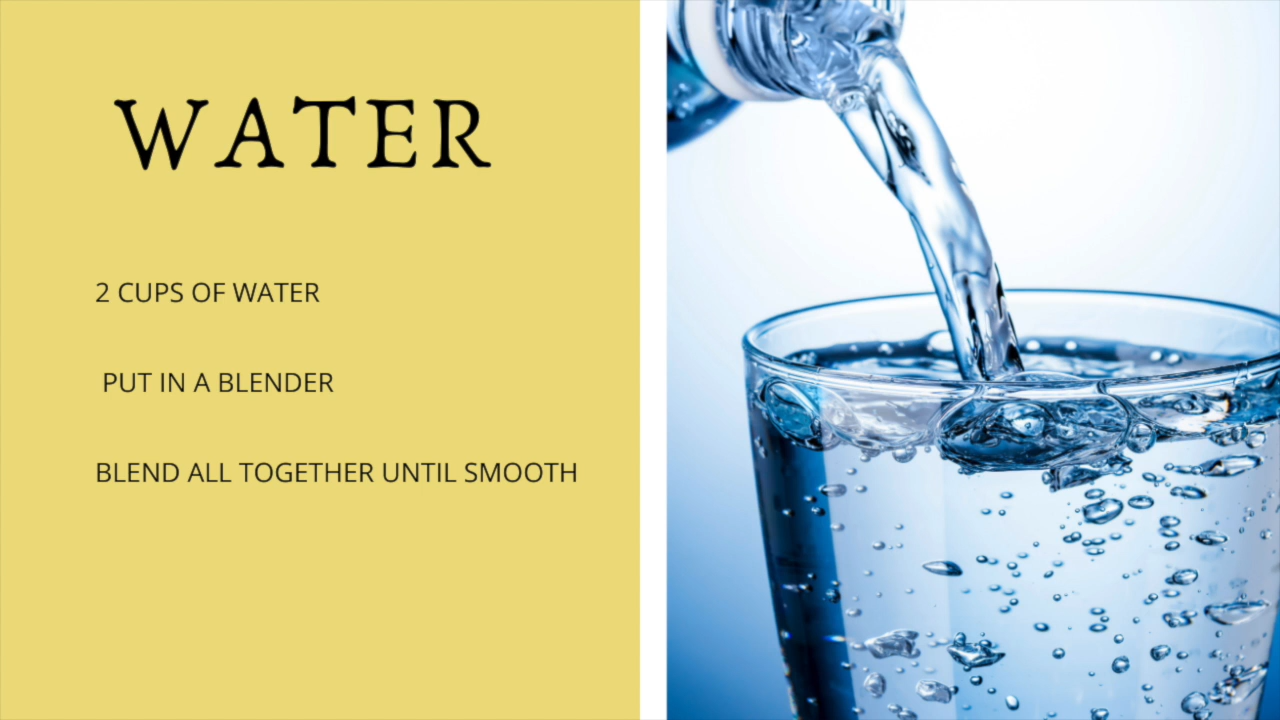 WATER
2 CUPS OF WATER
PUT IN A BLENDER
BLEND ALL TOGETHER UNTIL SMOOTH